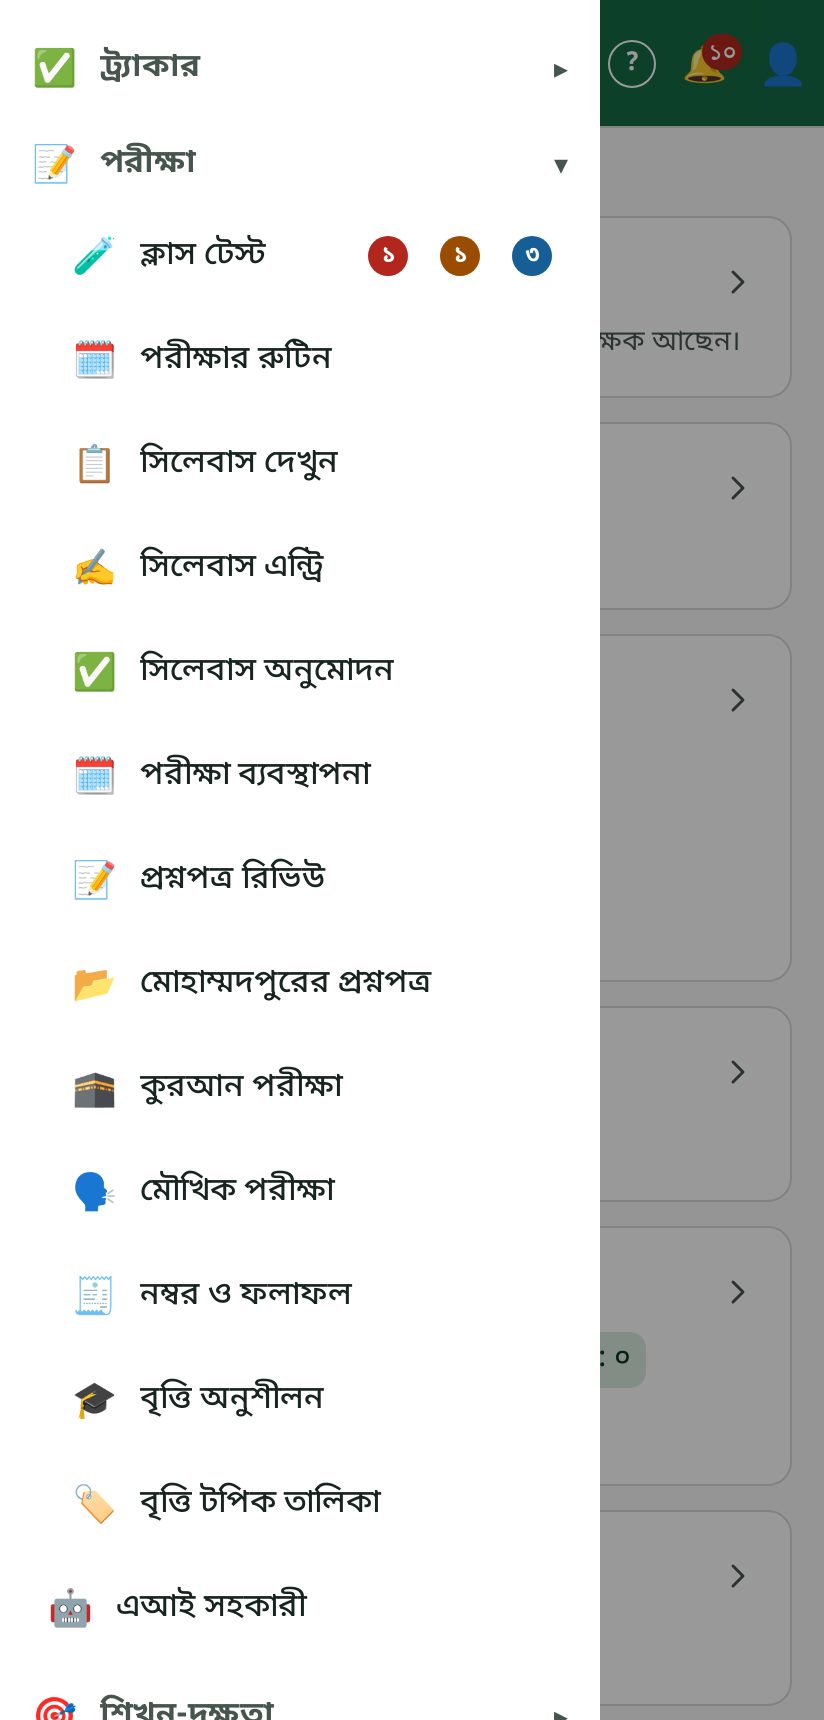 ট্র্যাকার
?
১০
পরীক্ষা
ক্লাস টেস্ট ১ ১ ৩
ক্ষক আছেন।
পরীক্ষার রুটিন
সিলেবাস দেখুন
সিলেবাস এন্ট্রি
সিলেবাস অনুমোদন
পরীক্ষা ব্যবস্থাপনা
প্রশ্নপত্র রিভিউ
মোহাম্মদপুরের প্রশ্নপত্র
কুরআন পরীক্ষা
মৌখিক পরীক্ষা
নম্বর ও ফলাফল
: ০
বৃত্তি অনুশীলন
বৃত্তি টপিক তালিকা
এআই সহকারী
শিখন-দক্ষতা